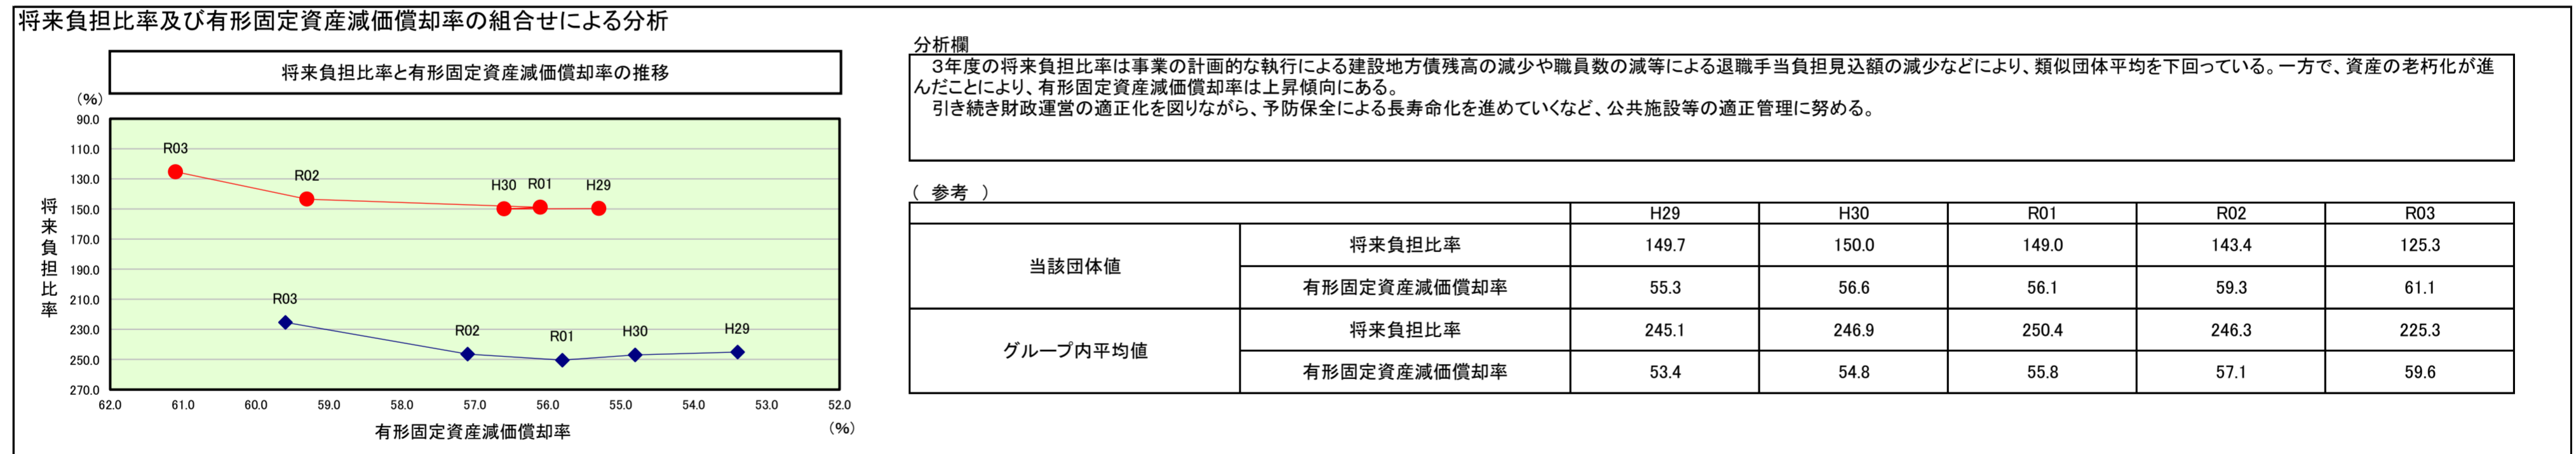 将来負担比率及び有形固定資産減価償却率の組合せによる分析
将来負担比率と有形固定資産減価償却率の推移
(%)
90.0
110.0
130.0
150.0
170.0
190.0
210.0
230.0
250.0
270.0
将来負担比率
R03
R02
H30
R01
H29
R03
R02
R01
H30
H29
62.0 61.0 60.0 59.0 58.0 57.0 56.0 55.0 54.0 53.0 52.0
有形固定資産減価償却率
(%)
分析欄
　3年度の将来負担比率は事業の計画的な執行による建設地方債残高の減少や職員数の減等による退職手当負担見込額の減少などにより、類似団体平均を下回っている。一方で、資産の老朽化が進
んだことにより、有形固定資産減価償却率は上昇傾向にある。
　引き続き財政運営の適正化を図りながら、予防保全による長寿命化を進めていくなど、公共施設等の適正管理に努める。
（ 参考 ）
H29 H30 R01 R02 R03
当該団体値
将来負担比率 149.7 150.0 149.0 143.4 125.3
有形固定資産減価償却率 55.3 56.6 56.1 59.3 61.1
グループ内平均値
将来負担比率 245.1 246.9 250.4 246.3 225.3
有形固定資産減価償却率 53.4 54.8 55.8 57.1 59.6